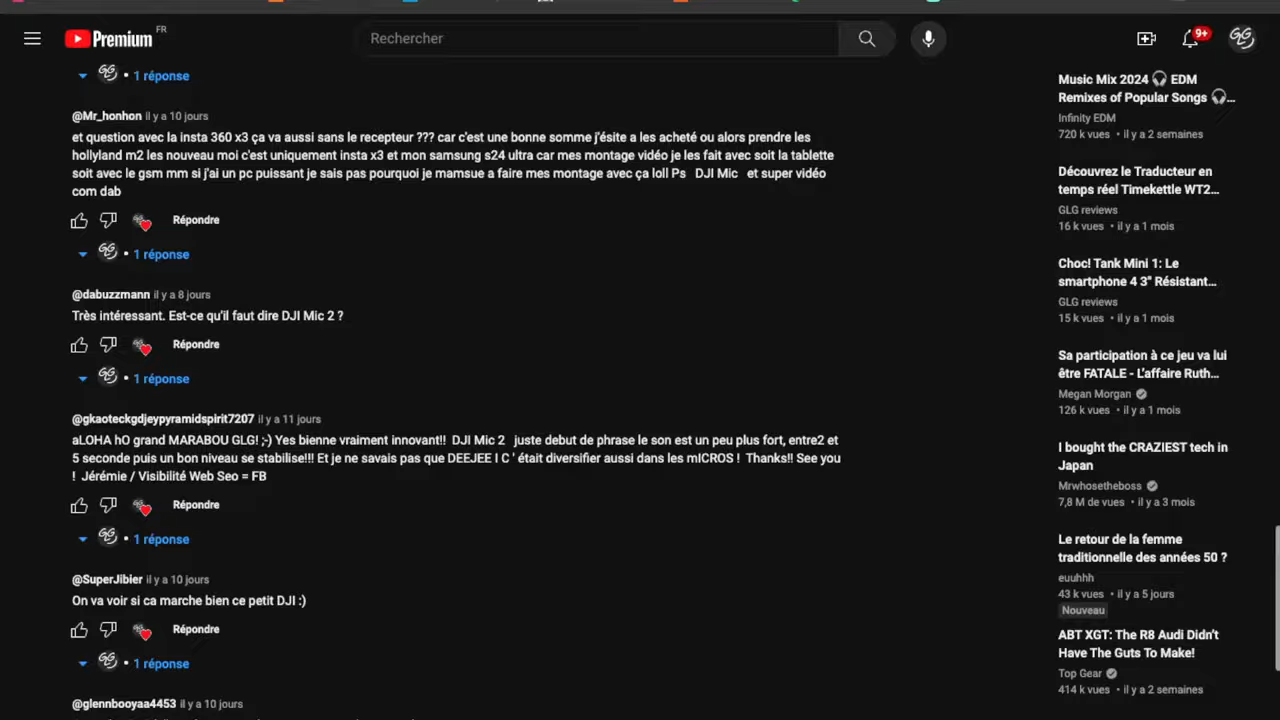 Premium FR
Rechercher
9+
1 réponse
@Mr_honhon il y a 10 jours
et question avec la insta 360 x3 ça va aussi sans le recepteur ??? car c'est une bonne somme j'ésite a les acheté ou alors prendre les
hollyland m2 les nouveau moi c'est uniquement insta x3 et mon samsung s24 ultra car mes montage vidéo je les fait avec soit la tablette
soit avec le gsm mm si j'ai un pc puissant je sais pas pourquoi je mamsue a faire mes montage avec ça loll Ps DJI Mic et super vidéo
com dab
Répondre
1 réponse
@dabuzzmann il y a 8 jours
Très intéressant. Est-ce qu'il faut dire DJI Mic 2 ?
Répondre
1 réponse
@gkaoteckgdjeypyramidspirit7207 il y a 11 jours
aLOHA hO grand MARABOU GLG! ;-) Yes bienne vraiment innovant!! DJI Mic 2 juste debut de phrase le son est un peu plus fort, entre2 et
5 seconde puis un bon niveau se stabilise!!! Et je ne savais pas que DEEJEE I C ' était diversifier aussi dans les mICROS ! Thanks!! See you
! Jérémie / Visibilité Web Seo = FB
Répondre
1 réponse
@SuperJibier il y a 10 jours
On va voir si ca marche bien ce petit DJI :)
Répondre
1 réponse
@glennbooyaa4453 il y a 10 jours
Music Mix 2024 🎧 EDM
Remixes of Popular Songs 🎧...
Infinity EDM
720 k vues • il y a 2 semaines
Découvrez le Traducteur en
temps réel Timekettle WT2...
GLG reviews
16 k vues • il y a 1 mois
Choc! Tank Mini 1: Le
smartphone 4 3" Résistant...
GLG reviews
15 k vues • il y a 1 mois
Sa participation à ce jeu va lui
être FATALE - L'affaire Ruth...
Megan Morgan
126 k vues • il y a 1 mois
I bought the CRAZIEST tech in
Japan
Mrwhosetheboss
7,8 M de vues • il y a 3 mois
Le retour de la femme
traditionnelle des années 50 ?
euuhhh
43 k vues • il y a 5 jours
Nouveau
ABT XGT: The R8 Audi Didn't
Have The Guts To Make!
Top Gear
414 k vues • il y a 2 semaines